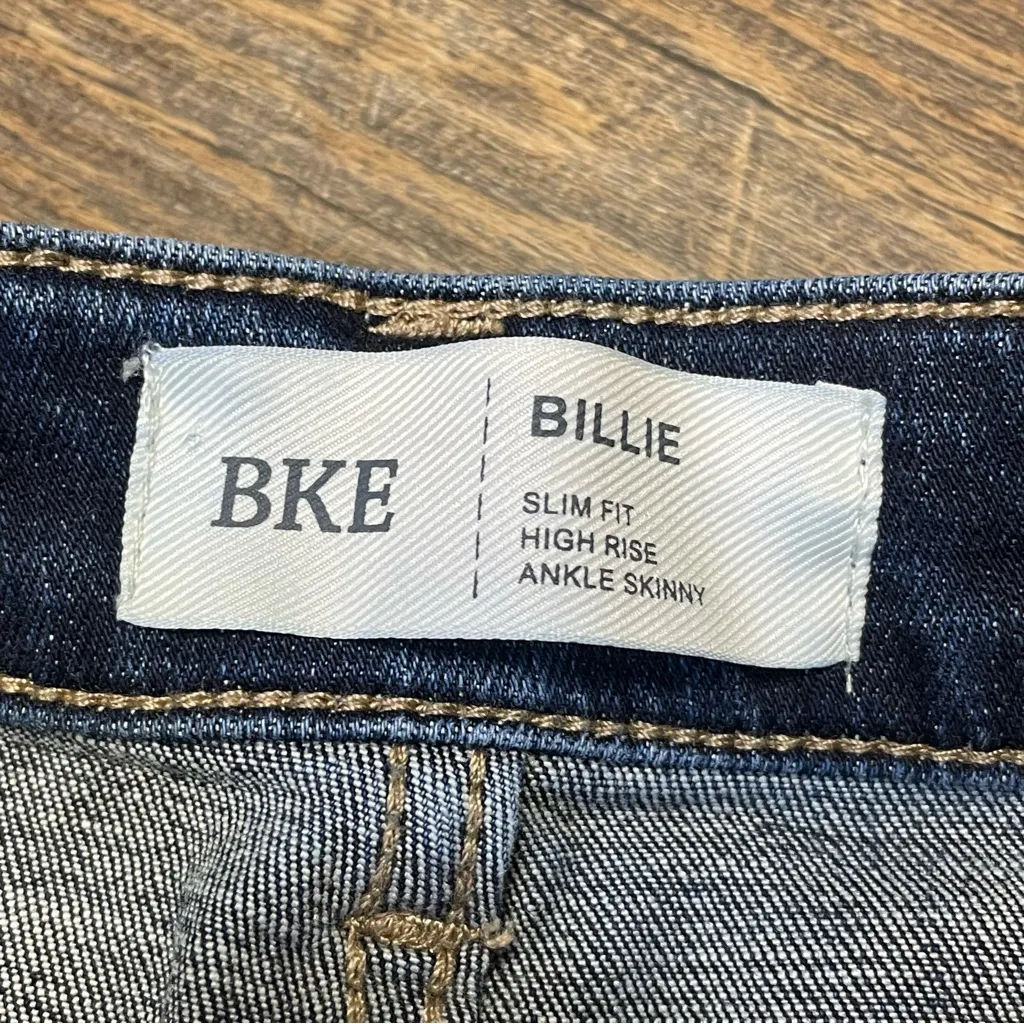 BKE
BILLIE
SLIM FIT
HIGH RISE
ANKLE SKINNY